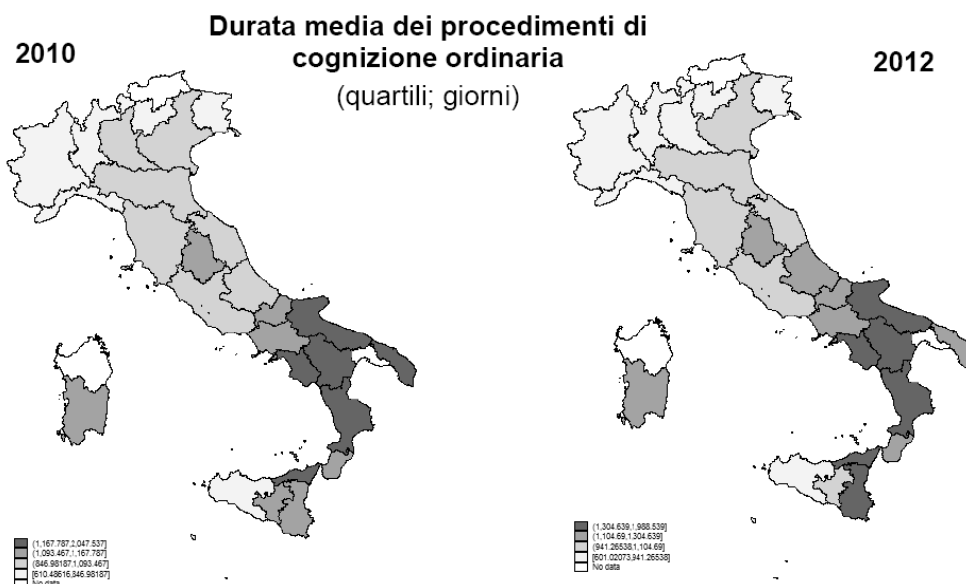 Durata media dei procedimenti di
cognizione ordinaria
(quartili; giorni)
2010
2012
(1,167.787,2,047.537]
(1,093.467,1,167.787]
(846.98187,1,093.467]
[610.48616,846.98187]
No data
(1,304.639,1,988.539]
(1,104.69,1,304.639]
(941.26538,1,104.69]
[601.02073,941.26538]
No data